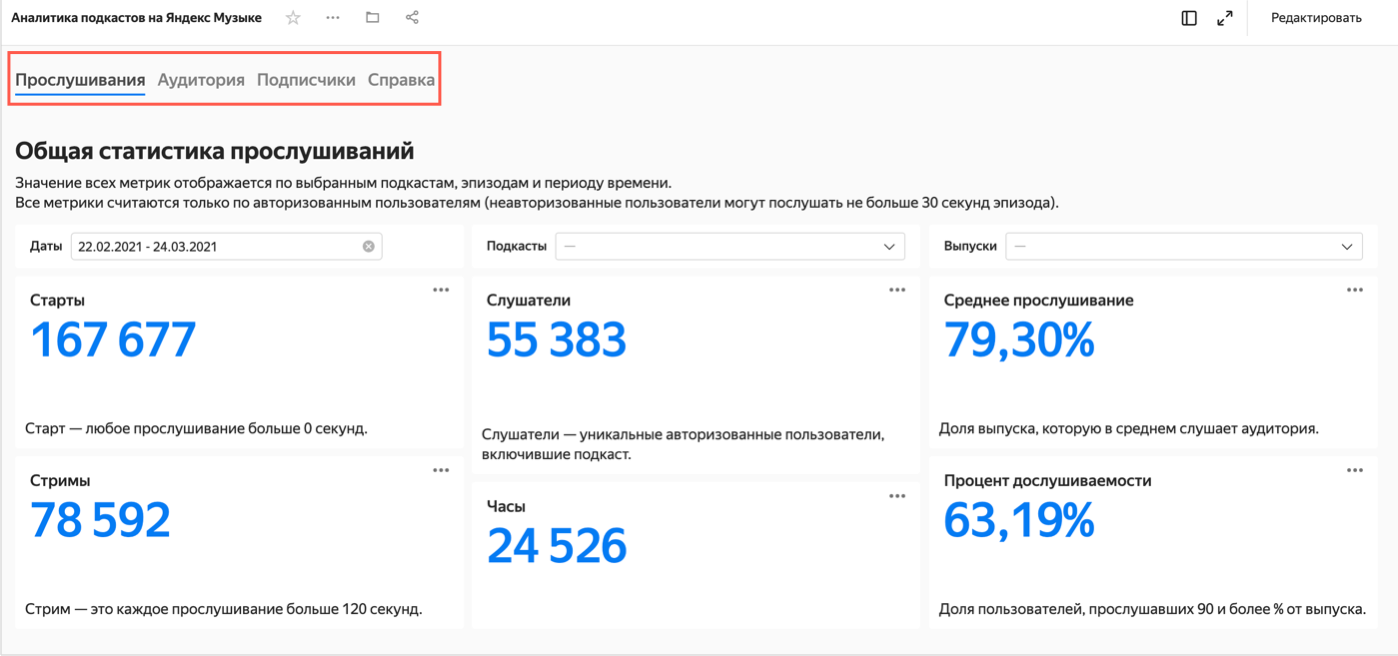 Аналитика подкастов на Яндекс Музыке
Редактировать
Прослушивания Аудитория Подписчики Справка
Общая статистика прослушиваний
Значение всех метрик отображается по выбранным подкастам, эпизодам и периоду времени.
Все метрики считаются только по авторизованным пользователям (неавторизованные пользователи могут послушать не больше 30 секунд эпизода).
Даты 22.02.2021 - 24.03.2021
Подкасты —
Выпуски —
Старты
167 677
Старт — любое прослушивание больше 0 секунд.
Слушатели
55 383
Слушатели — уникальные авторизованные пользователи,
включившие подкаст.
Среднее прослушивание
79,30%
Доля выпуска, которую в среднем слушает аудитория.
Стримы
78 592
Стрим — это каждое прослушивание больше 120 секунд.
Часы
24 526
Процент дослушиваемости
63,19%
Доля пользователей, прослушавших 90 и более % от выпуска.